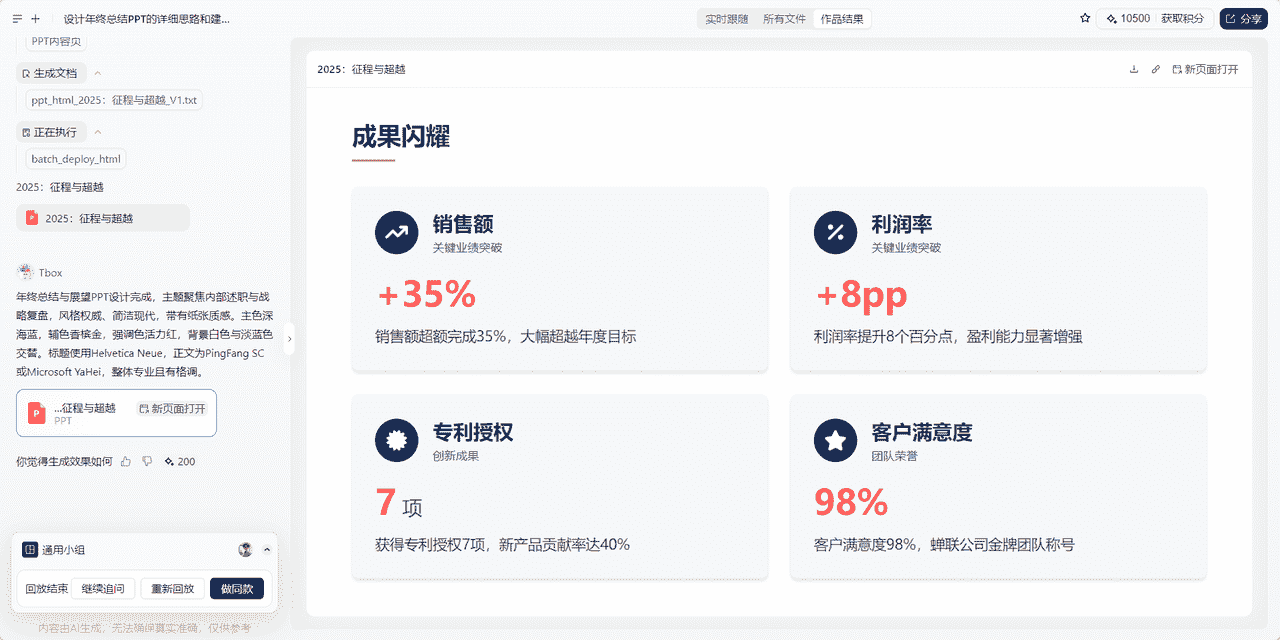 设计年终总结PPT的详细思路和建...
实时跟随 所有文件 作品结果
10500 获取积分 分享
PPT内容页
生成文档
ppt_html_2025：征程与超越_V1.txt
正在执行
batch_deploy_html
2025：征程与超越
2025：征程与超越
Tbox
年终总结与展望PPT设计完成，主题聚焦内部述职与战
略复盘，风格权威、简洁现代，带有纸张质感。主色深
海蓝，辅色香槟金，强调色活力红，背景白色与淡蓝色
交替。标题使用Helvetica Neue，正文为PingFang SC
或Microsoft YaHei，整体专业且有格调。
...征程与超越 新页面打开
PPT
你觉得生成效果如何 200
通用小组
回放结束 继续追问 重新回放 做同款
内容由AI生成，无法确保真实准确，仅供参考
2025：征程与超越 新页面打开
成果闪耀
销售额
关键业绩突破
+35%
销售额超额完成35%，大幅超越年度目标
利润率
关键业绩突破
+8pp
利润率提升8个百分点，盈利能力显著增强
专利授权
创新成果
7 项
获得专利授权7项，新产品贡献率达40%
客户满意度
团队荣誉
98%
客户满意度98%，蝉联公司金牌团队称号